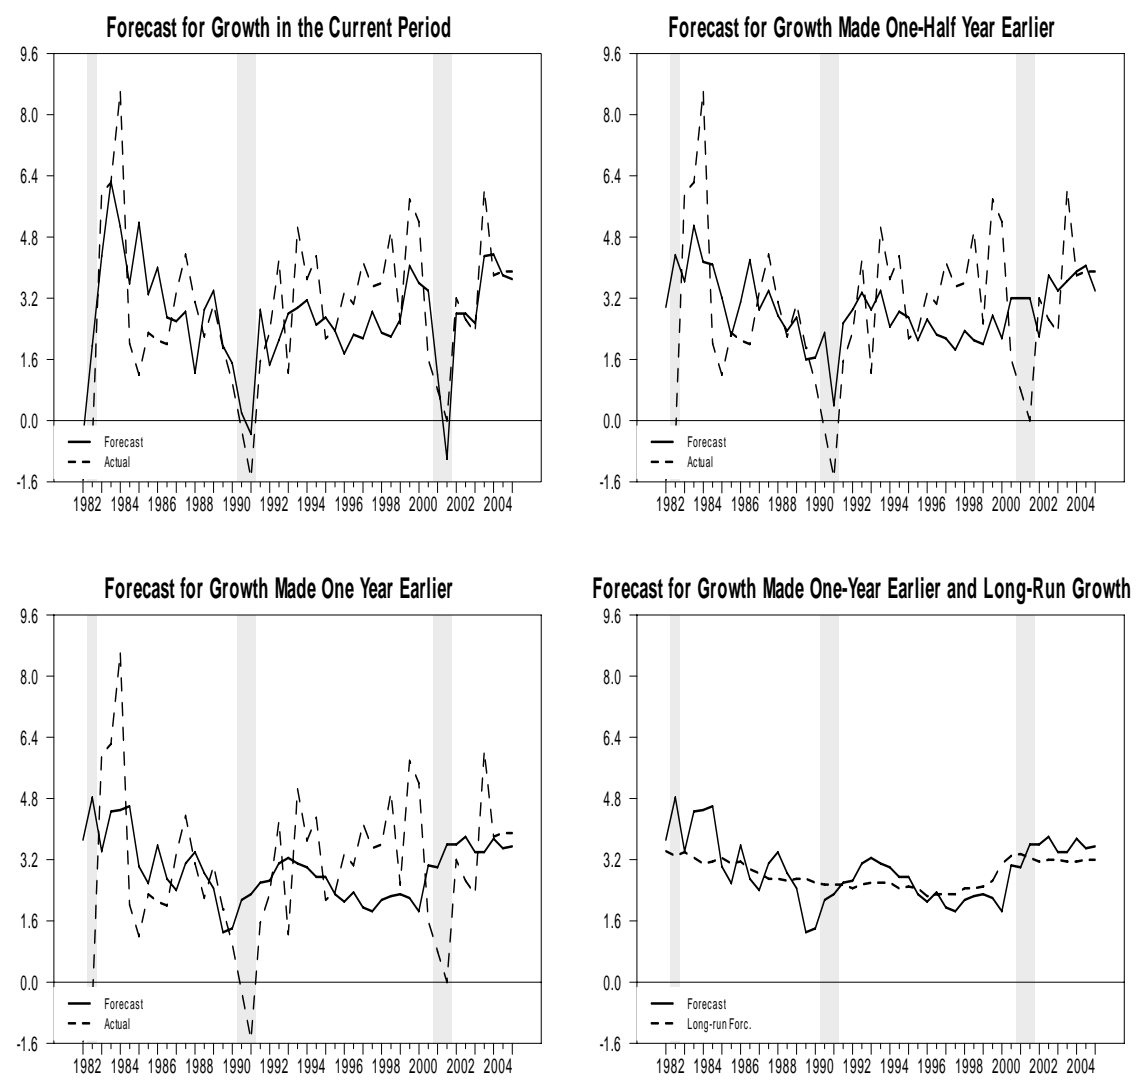 Forecast for Growth in the Current Period
9.6
8.0
6.4
4.8
3.2
1.6
0.0
-1.6
Forecast
Actual
1982 1984 1986 1988 1990 1992 1994 1996 1998 2000 2002 2004
Forecast for Growth Made One-Half Year Earlier
9.6
8.0
6.4
4.8
3.2
1.6
0.0
-1.6
Forecast
Actual
1982 1984 1986 1988 1990 1992 1994 1996 1998 2000 2002 2004
Forecast for Growth Made One Year Earlier
9.6
8.0
6.4
4.8
3.2
1.6
0.0
-1.6
Forecast
Actual
1982 1984 1986 1988 1990 1992 1994 1996 1998 2000 2002 2004
Forecast for Growth Made One-Year Earlier and Long-Run Growth
9.6
8.0
6.4
4.8
3.2
1.6
0.0
-1.6
Forecast
Long-run Forc.
1982 1984 1986 1988 1990 1992 1994 1996 1998 2000 2002 2004